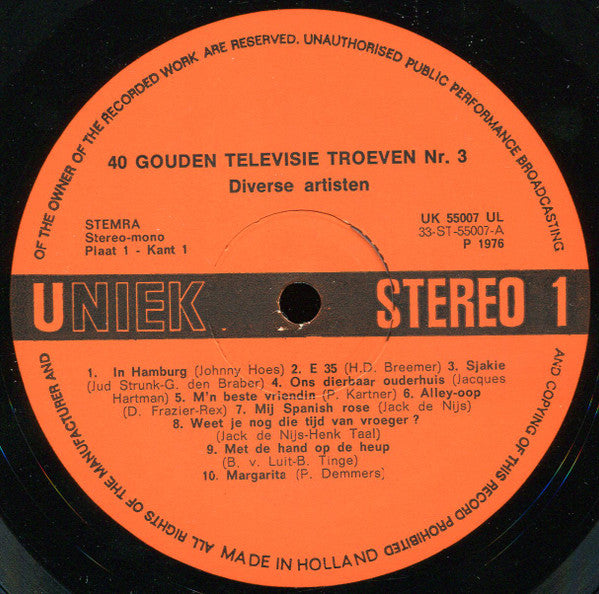 ALL RIGHTS OF THE MANUFACTURER AND OF THE OWNER OF THE RECORDED WORK ARE RESERVED. UNAUTHORISED PUBLIC PERFORMANCE BROADCASTING AND COPYING OF THIS RECORD PROHIBITED
40 GOUDEN TELEVISIE TROEVEN Nr. 3
Diverse artisten
STEMRA
Stereo-mono
Plaat 1 - Kant 1
UK 55007 UL
33-ST-55007-A
P 1976
UNIEK
STEREO 1
1. In Hamburg (Johnny Hoes) 2. E 35 (H.D. Breemer) 3. Sjakie
(Jud Strunk-G. den Braber) 4. Ons dierbaar ouderhuis (Jacques
Hartman) 5. M'n beste vriendin (P. Kartner) 6. Alley-oop
(D. Frazier-Rex) 7. Mij Spanish rose (Jack de Nijs)
8. Weet je nog die tijd van vroeger ?
(Jack de Nijs-Henk Taal)
9. Met de hand op de heup
(B. v. Luit-B. Tinge)
10. Margarita (P. Demmers)
MADE IN HOLLAND